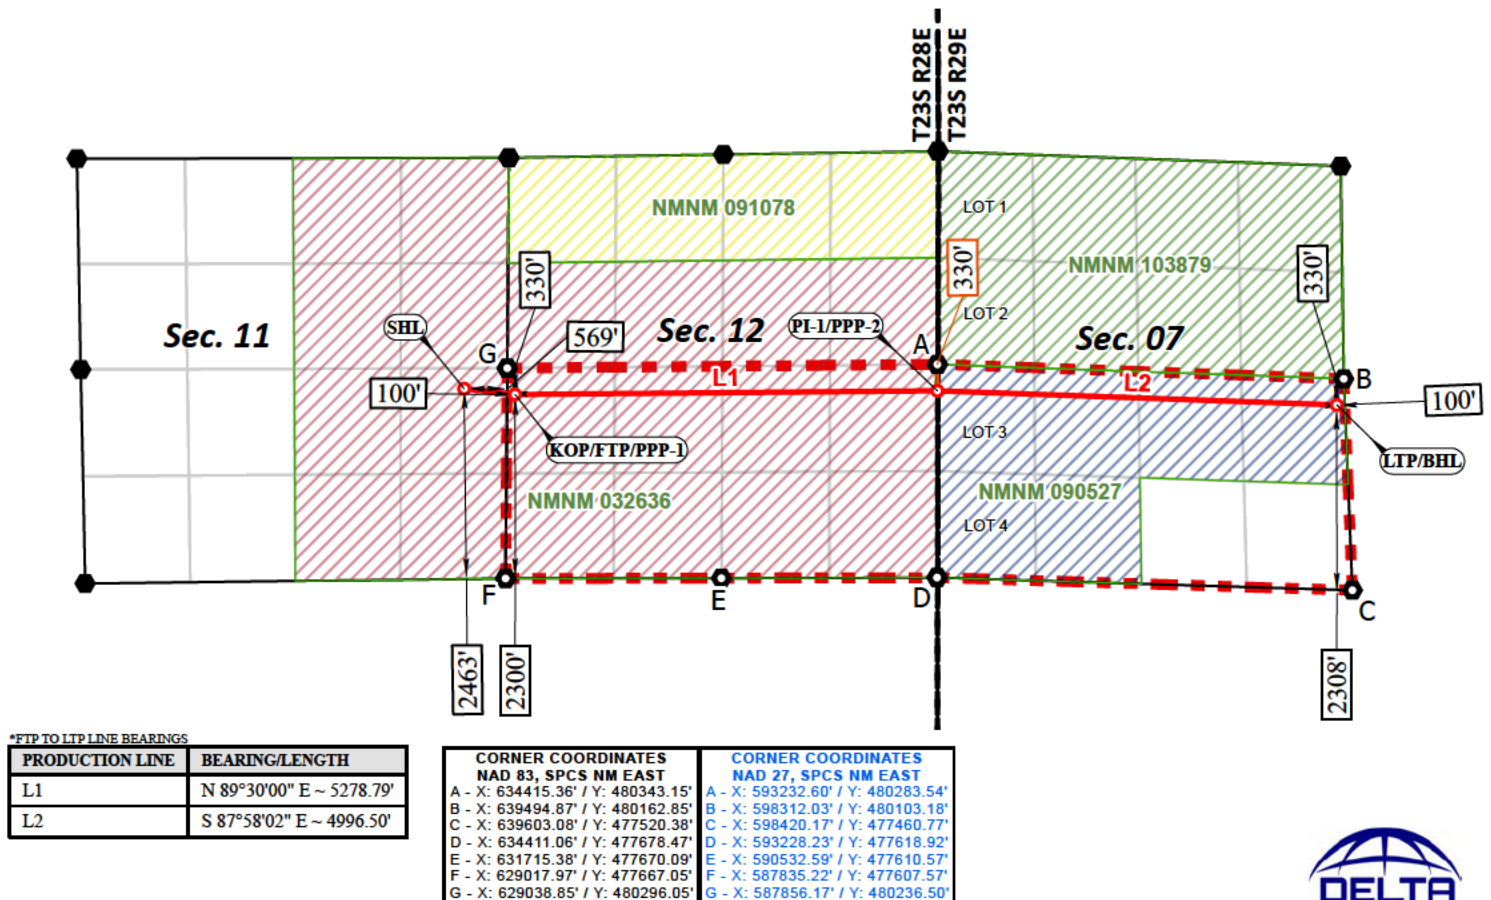 T23S R28E
T23S R29E
NMNM 091078
LOT 1
NMNM 103879
330'
330'
330'
LOT 2
SHL
569'
Sec. 11
Sec. 12
PI-1/PPP-2
Sec. 07
A
G
L1
L2
B
100'
100'
LOT 3
KOP/FTP/PPP-1
LTP/BHL
NMNM 032636
NMNM 090527
LOT 4
F
E
D
C
2463'
2300'
2308'
*FTP TO LTP LINE BEARINGS
PRODUCTION LINE BEARING/LENGTH
L1 N 89°30'00" E ~ 5278.79'
L2 S 87°58'02" E ~ 4996.50'
CORNER COORDINATES
NAD 83, SPCS NM EAST
A - X: 634415.36' / Y: 480343.15'
B - X: 639494.87' / Y: 480162.85'
C - X: 639603.08' / Y: 477520.38'
D - X: 634411.06' / Y: 477678.47'
E - X: 631715.38' / Y: 477670.09'
F - X: 629017.97' / Y: 477667.05'
G - X: 629038.85' / Y: 480296.05'
CORNER COORDINATES
NAD 27, SPCS NM EAST
A - X: 593232.60' / Y: 480283.54'
B - X: 598312.03' / Y: 480103.18'
C - X: 598420.17' / Y: 477460.77'
D - X: 593228.23' / Y: 477618.92'
E - X: 590532.59' / Y: 477610.57'
F - X: 587835.22' / Y: 477607.57'
G - X: 587856.17' / Y: 480236.50'
DELTA